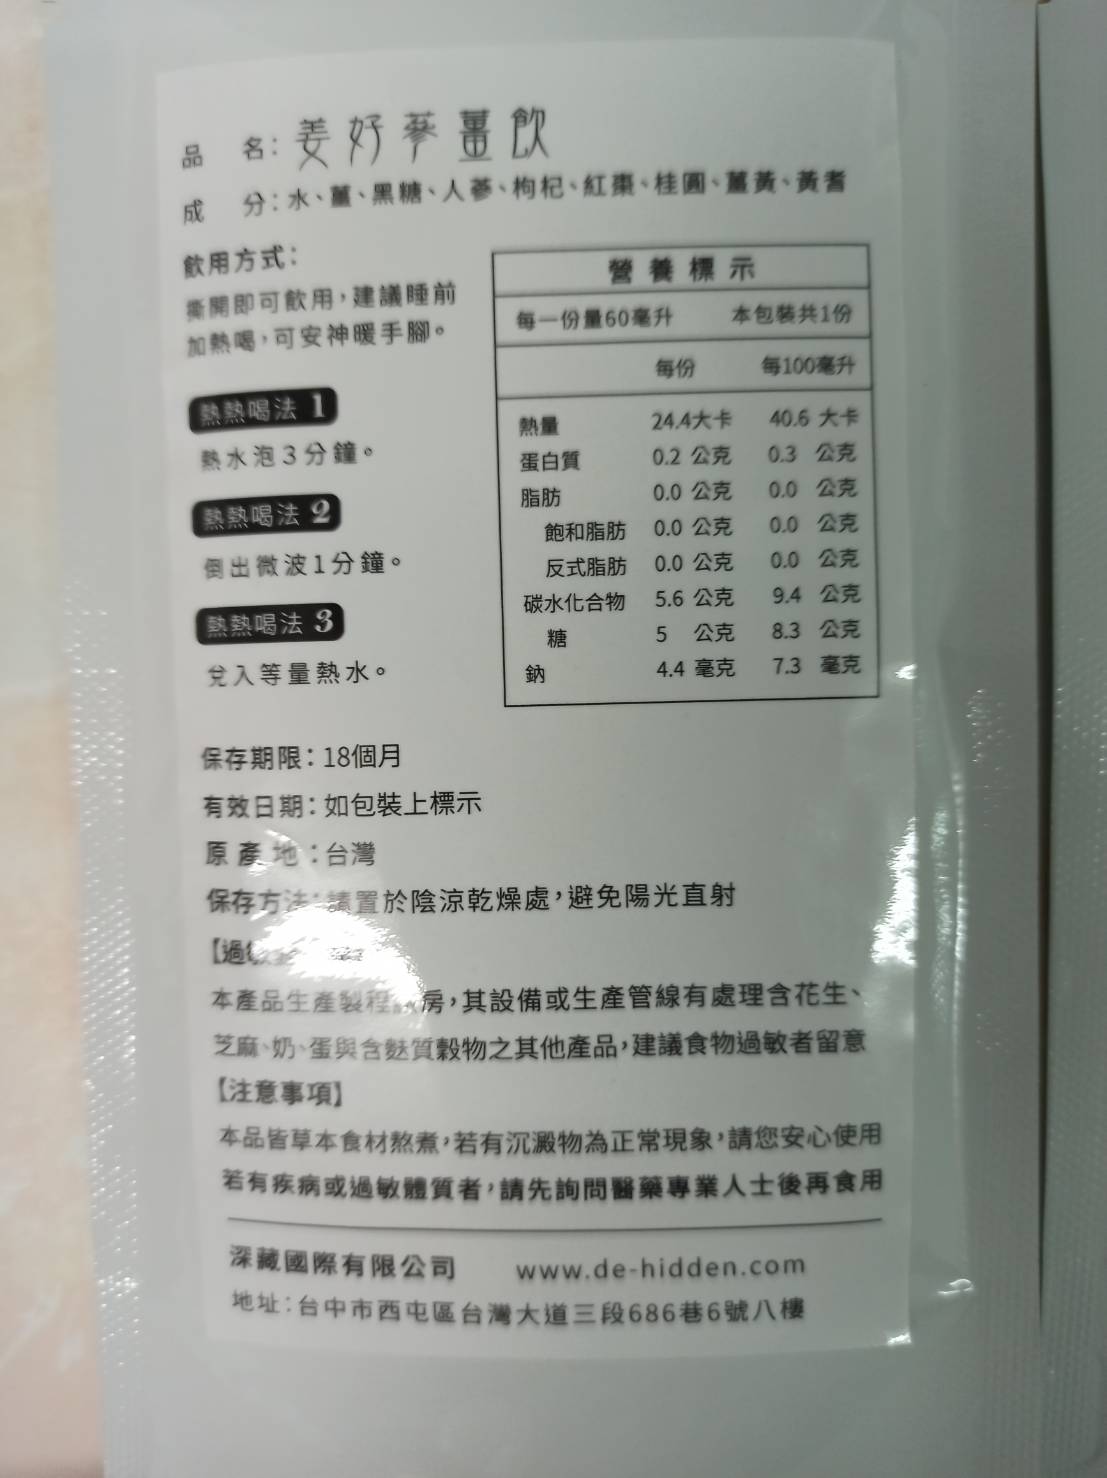 品　名：姜好蔘薑飲
成　分：水、薑、黑糖、人蔘、枸杞、紅棗、桂圓、薑黃、黃耆
飲用方式：
撕開即可飲用，建議睡前
加熱喝，可安神暖手腳。
熱熱喝法 1
熱水泡3分鐘。
熱熱喝法 2
倒出微波1分鐘。
熱熱喝法 3
兌入等量熱水。
營養標示
每一份量60毫升　本包裝共1份
每份　每100毫升
熱量　24.4大卡　40.6 大卡
蛋白質　0.2 公克　0.3 公克
脂肪　0.0 公克　0.0 公克
飽和脂肪　0.0 公克　0.0 公克
反式脂肪　0.0 公克　0.0 公克
碳水化合物　5.6 公克　9.4 公克
糖　5 公克　8.3 公克
鈉　4.4 毫克　7.3 毫克
保存期限：18個月
有效日期：如包裝上標示
原產地：台灣
保存方法：請置於陰涼乾燥處，避免陽光直射
【過敏
本產品生產製程 房，其設備或生產管線有處理含花生、
芝麻、奶、蛋與含麩質穀物之其他產品，建議食物過敏者留意
【注意事項】
本品皆草本食材熬煮，若有沉澱物為正常現象，請您安心使用
若有疾病或過敏體質者，請先詢問醫藥專業人士後再食用
深藏國際有限公司　www.de-hidden.com
地址：台中市西屯區台灣大道三段686巷6號八樓